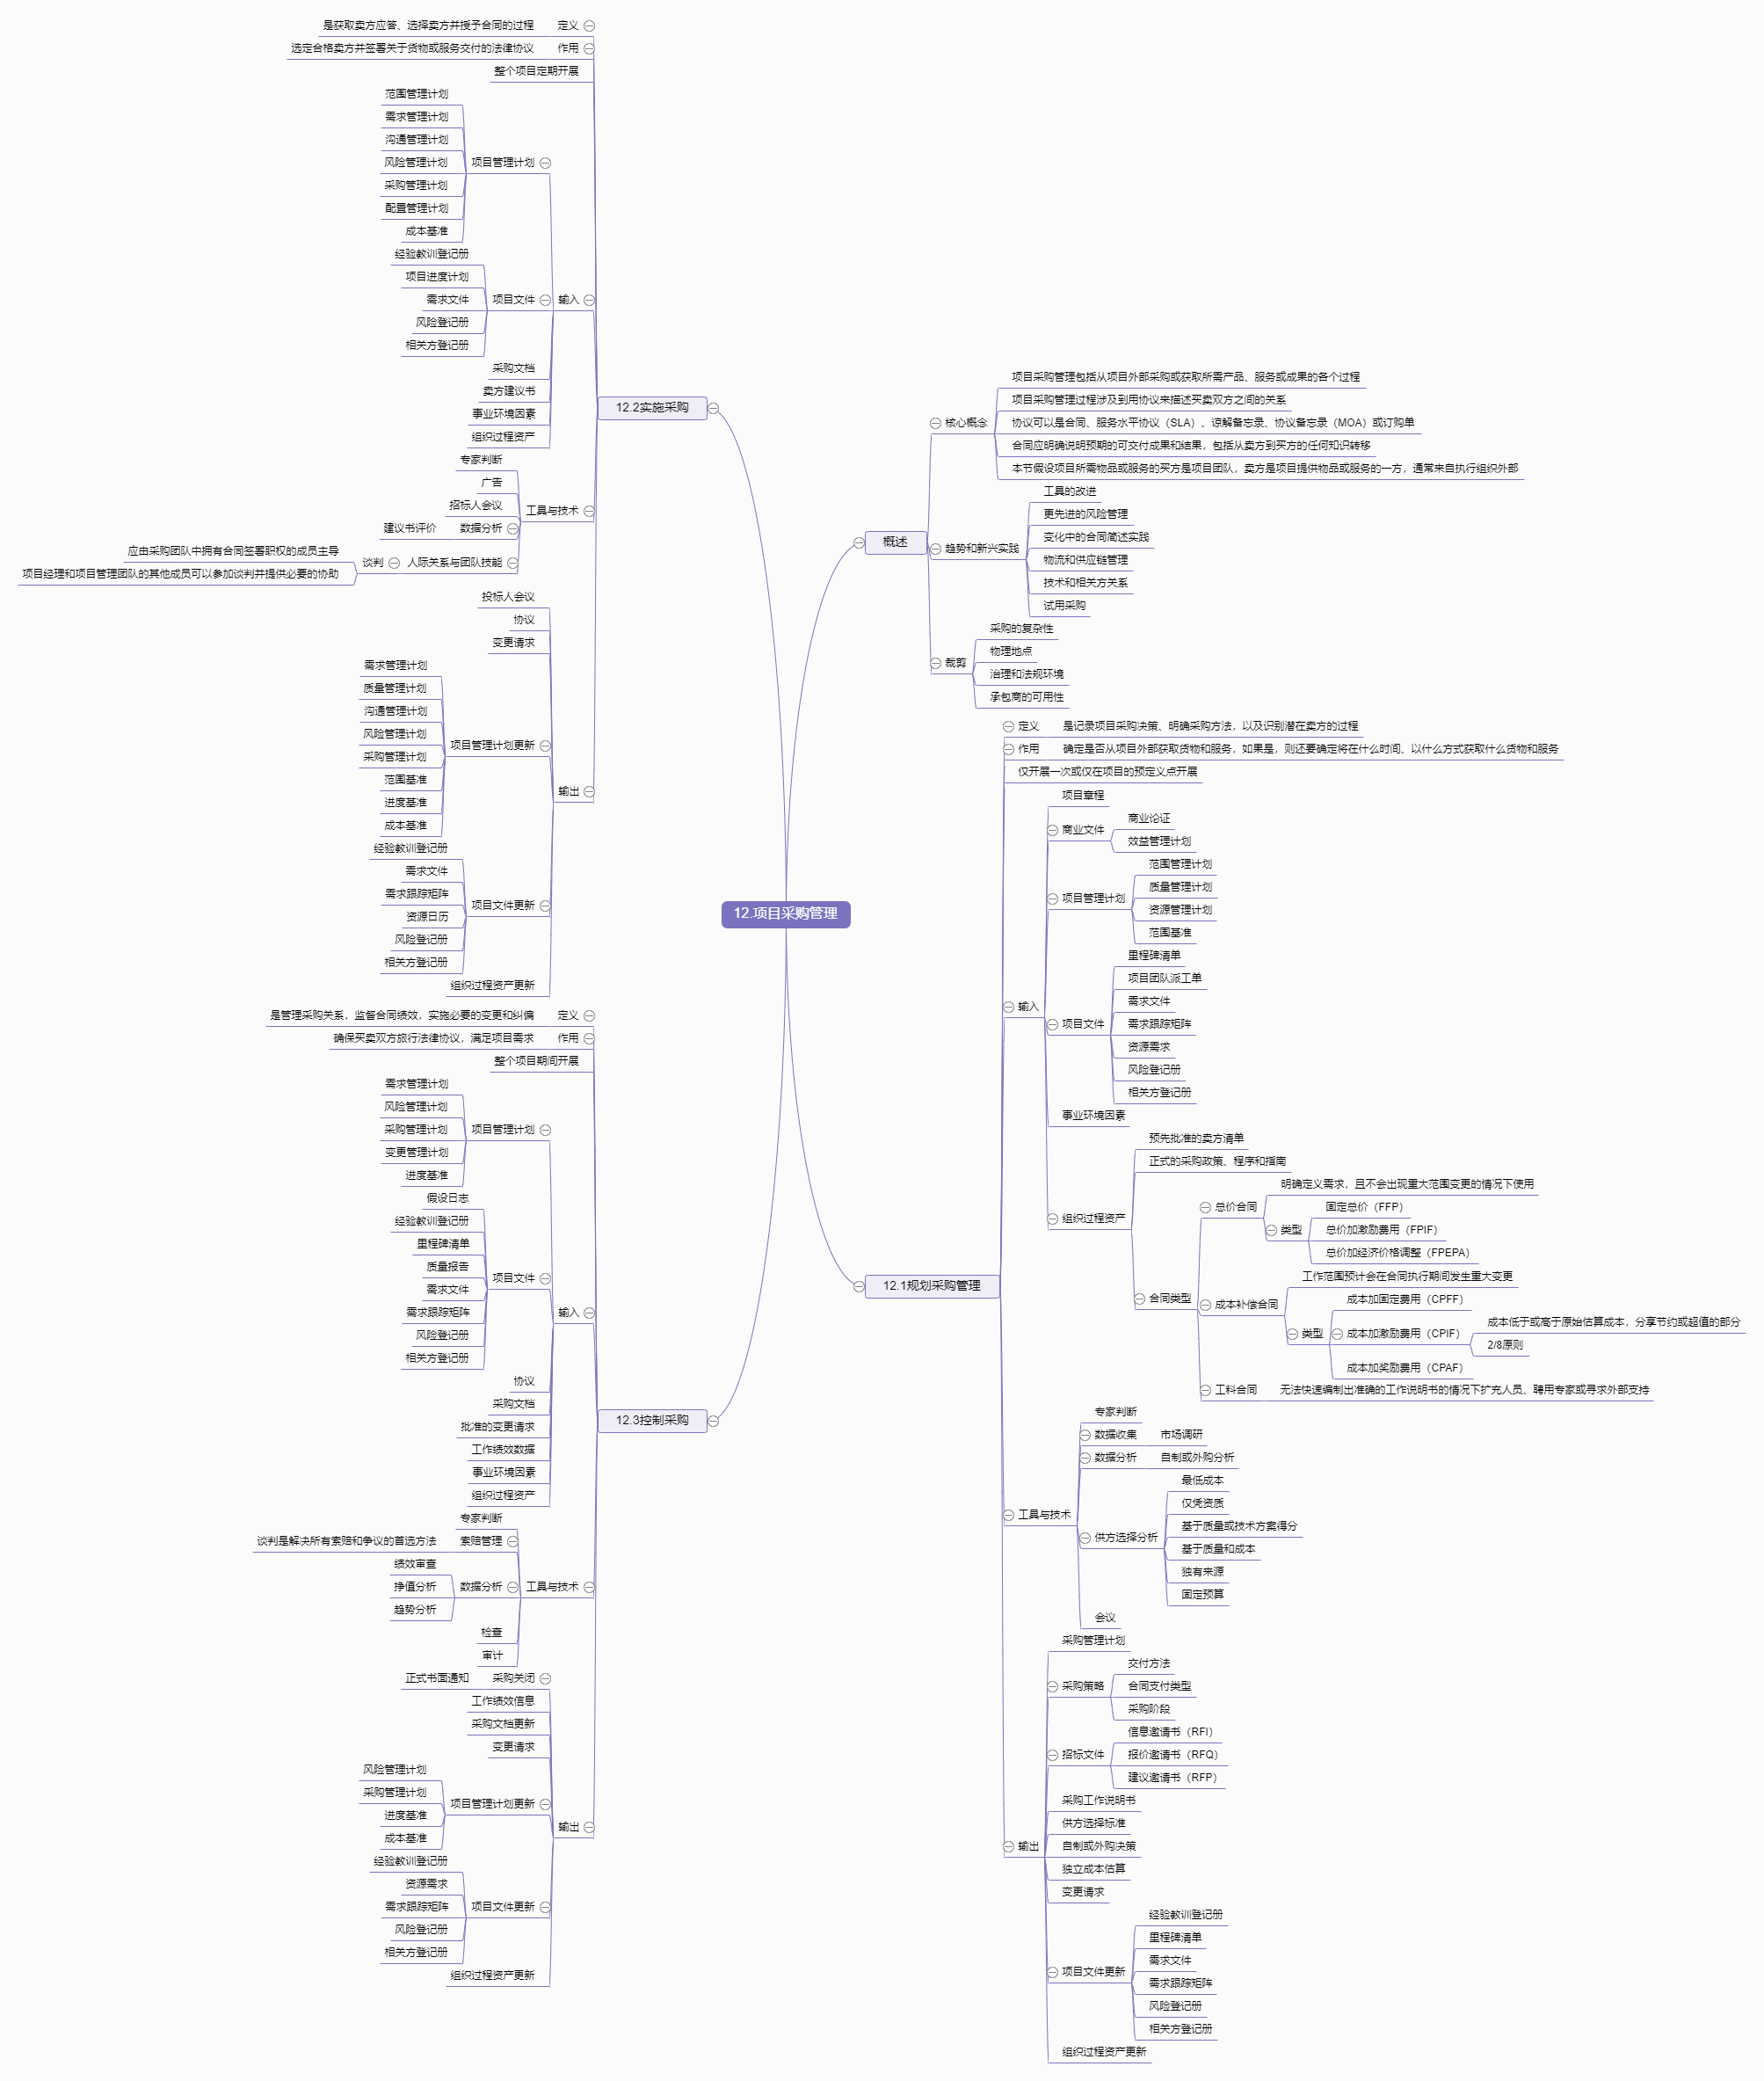 12.项目采购管理
概述
核心概念
项目采购管理包括从项目外部采购或获取所需产品、服务或成果的各个过程
项目采购管理过程涉及到用协议来描述买卖双方之间的关系
协议可以是合同、服务水平协议（SLA）、谅解备忘录、协议备忘录（MOA）或订购单
合同应明确说明预期的可交付成果和结果，包括从卖方到买方的任何知识转移
本节假设项目所需物品或服务的买方是项目团队，卖方是项目提供物品或服务的一方，通常来自执行组织外部
趋势和新兴实践
工具的改进
更先进的风险管理
变化中的合同简述实践
物流和供应链管理
技术和相关方关系
试用采购
裁剪
采购的复杂性
物理地点
治理和法规环境
承包商的可用性
12.1规划采购管理
定义
是记录项目采购决策、明确采购方法，以及识别潜在卖方的过程
作用
确定是否从项目外部获取货物和服务，如果是，则还要确定将在什么时间、以什么方式获取什么货物和服务
仅开展一次或仅在项目的预定义点开展
输入
项目章程
商业文件
商业论证
效益管理计划
项目管理计划
范围管理计划
质量管理计划
资源管理计划
范围基准
项目文件
里程碑清单
项目团队派工单
需求文件
需求跟踪矩阵
资源需求
风险登记册
相关方登记册
事业环境因素
组织过程资产
预先批准的卖方清单
正式的采购政策、程序和指南
合同类型
总价合同
明确定义需求，且不会出现重大范围变更的情况下使用
类型
固定总价（FFP）
总价加激励费用（FPIF）
总价加经济价格调整（FPEPA）
成本补偿合同
工作范围预计会在合同执行期间发生重大变更
类型
成本加固定费用（CPFF）
成本加激励费用（CPIF）
成本低于或高于原始估算成本，分享节约或超值的部分
2/8原则
成本加奖励费用（CPAF）
工料合同
无法快速编制出准确的工作说明书的情况下扩充人员、聘用专家或寻求外部支持
工具与技术
专家判断
数据收集
市场调研
数据分析
自制或外购分析
供方选择分析
最低成本
仅凭资质
基于质量或技术方案得分
基于质量和成本
独有来源
固定预算
会议
输出
采购管理计划
采购策略
交付方法
合同支付类型
采购阶段
招标文件
信息邀请书（RFI）
报价邀请书（RFQ）
建议邀请书（RFP）
采购工作说明书
供方选择标准
自制或外购决策
独立成本估算
变更请求
项目文件更新
经验教训登记册
里程碑清单
需求文件
需求跟踪矩阵
风险登记册
相关方登记册
组织过程资产更新
12.2实施采购
定义
是获取卖方应答、选择卖方并授予合同的过程
作用
选定合格卖方并签署关于货物或服务交付的法律协议
整个项目定期开展
输入
项目管理计划
范围管理计划
需求管理计划
沟通管理计划
风险管理计划
采购管理计划
配置管理计划
成本基准
项目文件
经验教训登记册
项目进度计划
需求文件
风险登记册
相关方登记册
采购文档
卖方建议书
事业环境因素
组织过程资产
工具与技术
专家判断
广告
招标人会议
数据分析
建议书评价
人际关系与团队技能
谈判
应由采购团队中拥有合同签署职权的成员主导
项目经理和项目管理团队的其他成员可以参加谈判并提供必要的协助
输出
投标人会议
协议
变更请求
项目管理计划更新
需求管理计划
质量管理计划
沟通管理计划
风险管理计划
采购管理计划
范围基准
进度基准
成本基准
项目文件更新
经验教训登记册
需求文件
需求跟踪矩阵
资源日历
风险登记册
相关方登记册
组织过程资产更新
12.3控制采购
定义
是管理采购关系，监督合同绩效，实施必要的变更和纠偏
作用
确保买卖双方旅行法律协议，满足项目需求
整个项目期间开展
输入
项目管理计划
需求管理计划
风险管理计划
采购管理计划
变更管理计划
进度基准
项目文件
假设日志
经验教训登记册
里程碑清单
质量报告
需求文件
需求跟踪矩阵
风险登记册
相关方登记册
协议
采购文档
批准的变更请求
工作绩效数据
事业环境因素
组织过程资产
工具与技术
专家判断
索赔管理
谈判是解决所有索赔和争议的首选方法
数据分析
绩效审查
挣值分析
趋势分析
检查
审计
输出
采购关闭
正式书面通知
工作绩效信息
采购文档更新
变更请求
项目管理计划更新
风险管理计划
采购管理计划
进度基准
成本基准
项目文件更新
经验教训登记册
资源需求
需求跟踪矩阵
风险登记册
相关方登记册
组织过程资产更新